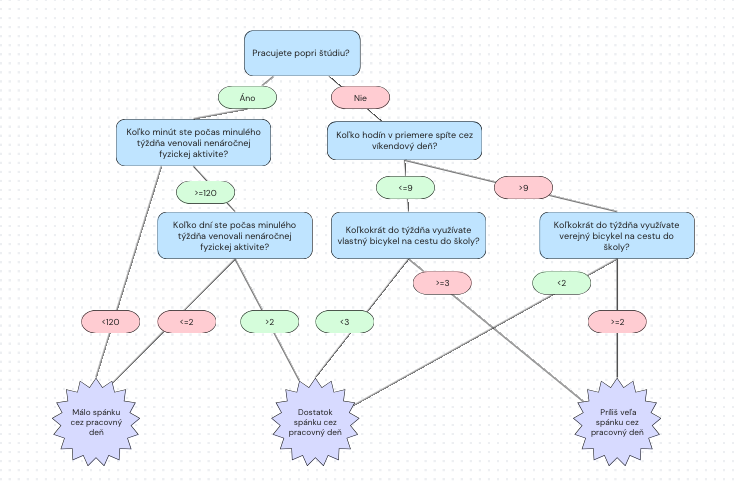 Pracujete popri štúdiu?
Áno
Nie
Koľko minút ste počas minulého
týždňa venovali nenáročnej
fyzickej aktivite?
Koľko hodín v priemere spíte cez
víkendový deň?
>=120
<=9
>9
Koľko dní ste počas minulého
týždňa venovali nenáročnej
fyzickej aktivite?
Koľkokrát do týždňa využívate
vlastný bicykel na cestu do školy?
Koľkokrát do týždňa využívate
verejný bicykel na cestu do
školy?
>=3
<2
<120
<=2
>2
<3
>=2
Málo spánku
cez pracovný
deň
Dostatok
spánku cez
pracovný deň
Príliš veľa
spánku cez
pracovný deň